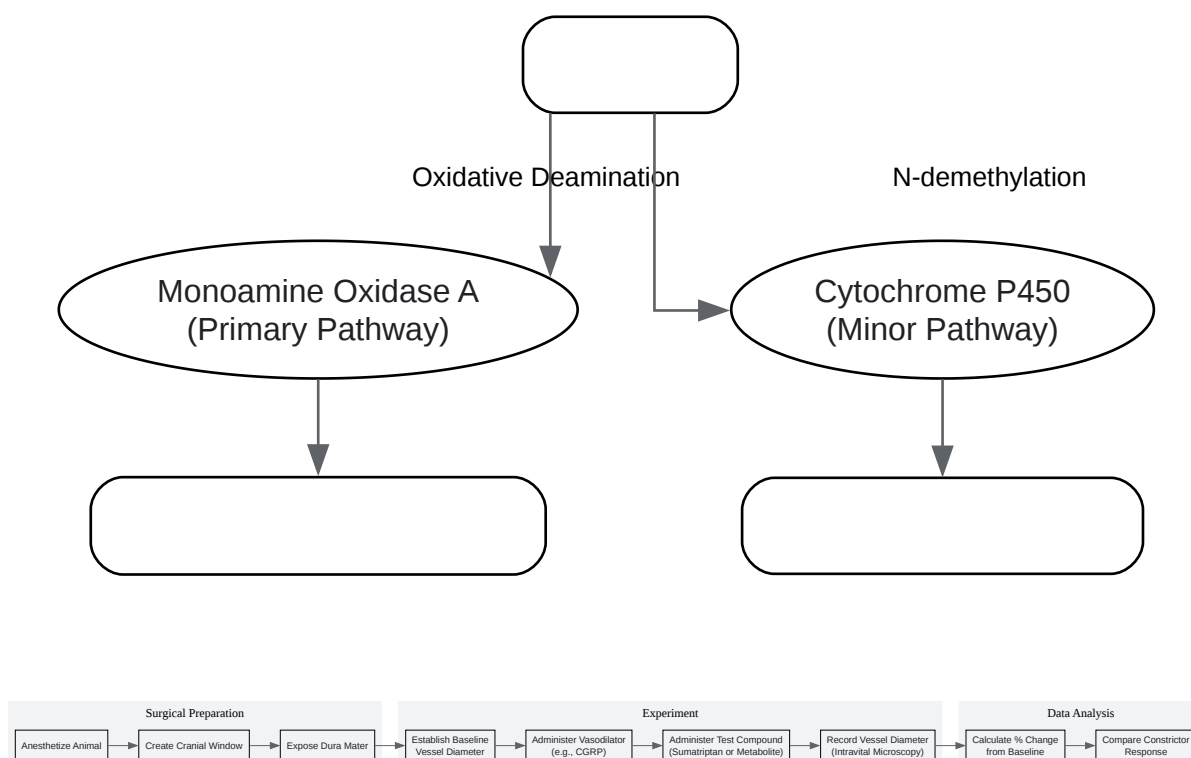 Oxidative Deamination
N-demethylation
Monoamine Oxidase A
(Primary Pathway)
Cytochrome P450
(Minor Pathway)
Surgical Preparation
Experiment
Data Analysis
Anesthetize Animal
Create Cranial Window
Expose Dura Mater
Establish Baseline
Vessel Diameter
Administer Vasodilator
(e.g., CGRP)
Administer Test Compound
(Sumatriptan or Metabolite)
Record Vessel Diameter
(Intravital Microscopy)
Calculate % Change
from Baseline
Compare Constrictor
Response